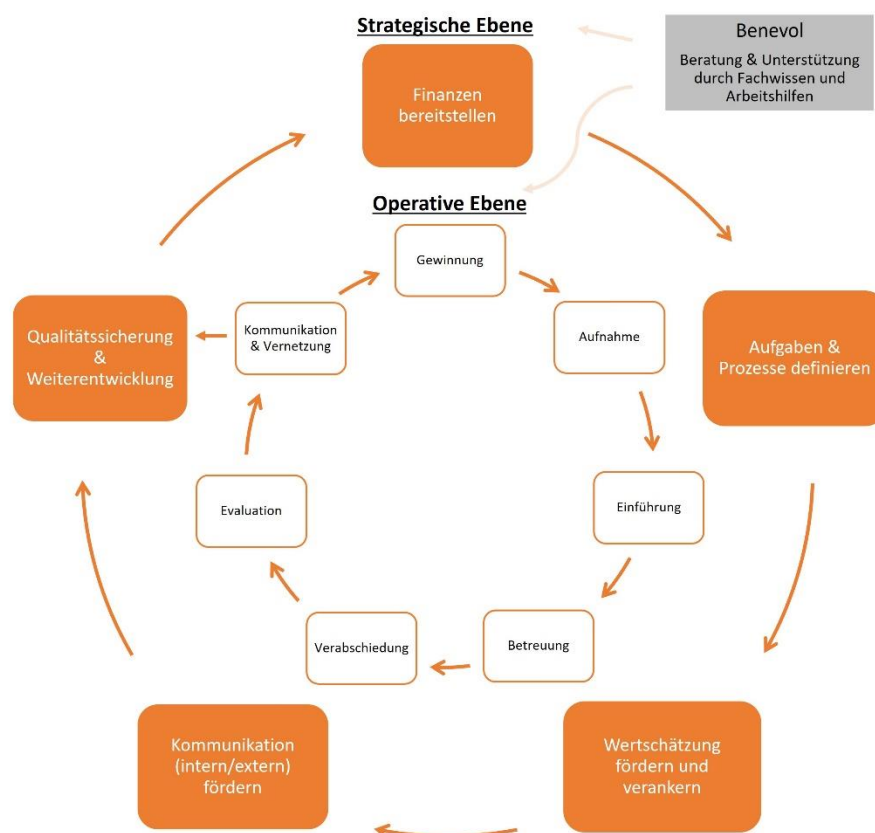 Strategische Ebene
Benevol
Beratung & Unterstützung
durch Fachwissen und
Arbeitshilfen
Finanzen
bereitstellen
Operative Ebene
Gewinnung
Aufnahme
Kommunikation
& Vernetzung
Qualitätssicherung
&
Weiterentwicklung
Aufgaben &
Prozesse definieren
Einführung
Evaluation
Betreuung
Verabschiedung
Kommunikation
(intern/extern)
fördern
Wertschätzung
fördern und
verankern